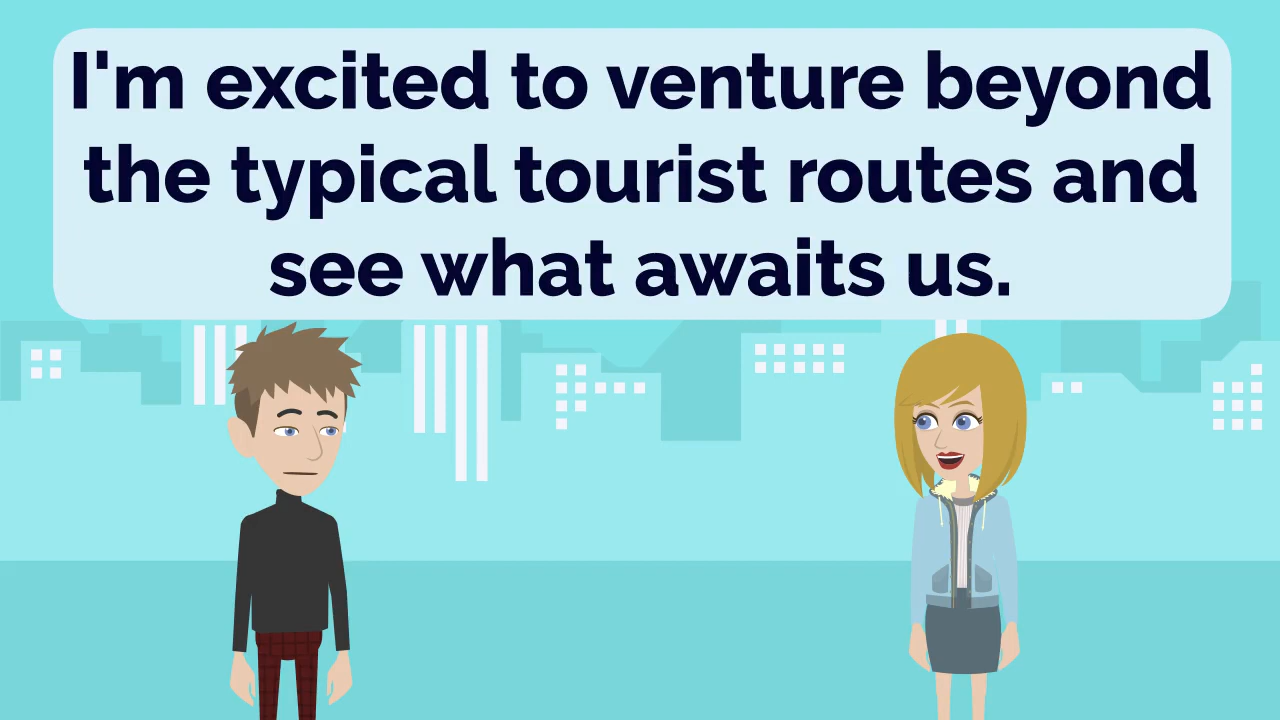 I'm excited to venture beyond
the typical tourist routes and
see what awaits us.